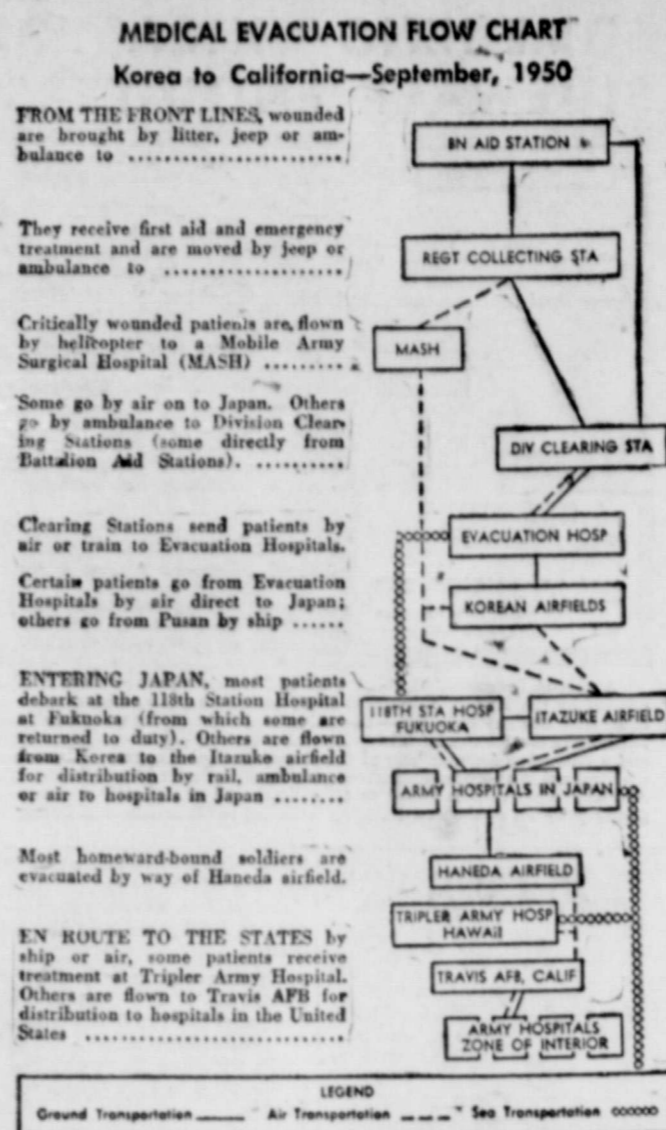 MEDICAL EVACUATION FLOW CHART
Korea to California—September, 1950
FROM THE FRONT LINES, wounded
are brought by litter, jeep or am-
bulance to ........................
BN AID STATION
They receive first aid and emergency
treatment and are moved by jeep or
ambulance to ...................
REGT COLLECTING STA
Critically wounded patients are flown
by helicopter to a Mobile Army
Surgical Hospital (MASH) .........
MASH
Some go by air on to Japan. Others
go by ambulance to Division Clear-
ing Stations (some directly from
Battalion Aid Stations). ..........
DIV CLEARING STA
Clearing Stations send patients by
air or train to Evacuation Hospitals.
EVACUATION HOSP
Certain patients go from Evacuation
Hospitals by air direct to Japan;
others go from Pusan by ship ......
KOREAN AIRFIELDS
ENTERING JAPAN, most patients
debark at the 118th Station Hospital
at Fukuoka (from which some are
returned to duty). Others are flown
from Korea to the Itazuke airfield
for distribution by rail, ambulance
or air to hospitals in Japan ........
118TH STA HOSP
FUKUOKA
ITAZUKE AIRFIELD
ARMY HOSPITALS IN JAPAN
Most homeward-bound soldiers are
evacuated by way of Haneda airfield.
HANEDA AIRFIELD
EN ROUTE TO THE STATES by
ship or air, some patients receive
treatment at Tripler Army Hospital.
Others are flown to Travis AFB for
distribution to hospitals in the United
States ............................
TRIPLER ARMY HOSP
HAWAII
TRAVIS AFB, CALIF
ARMY HOSPITALS
ZONE OF INTERIOR
LEGEND
Ground Transportation ______ Air Transportation _ _ _ Sea Transportation oooooo